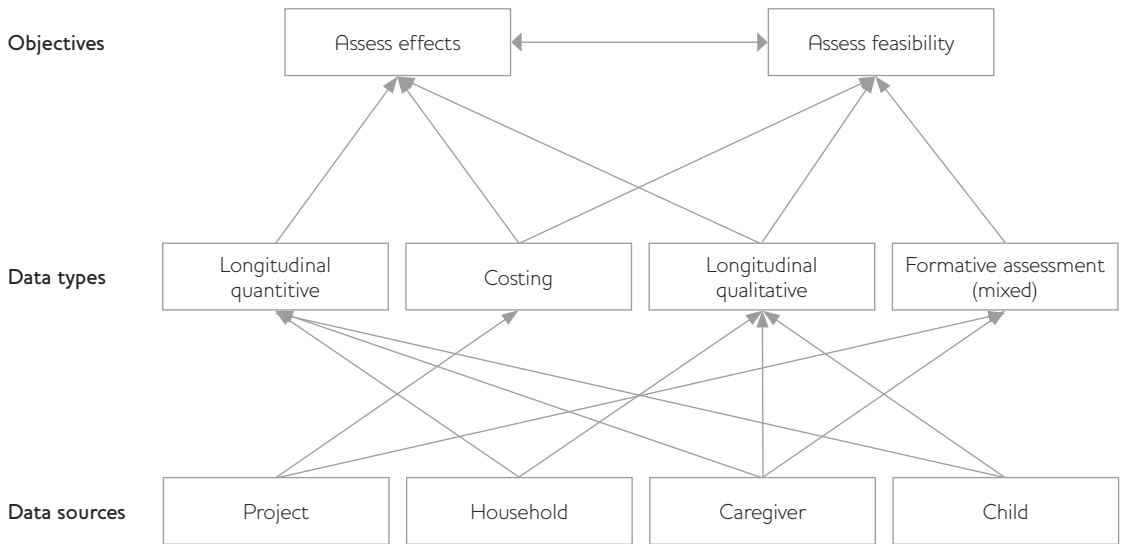 Objectives
Assess effects
Assess feasibility
Data types
Longitudinal
quantitive
Costing
Longitudinal
qualitative
Formative assessment
(mixed)
Data sources
Project
Household
Caregiver
Child